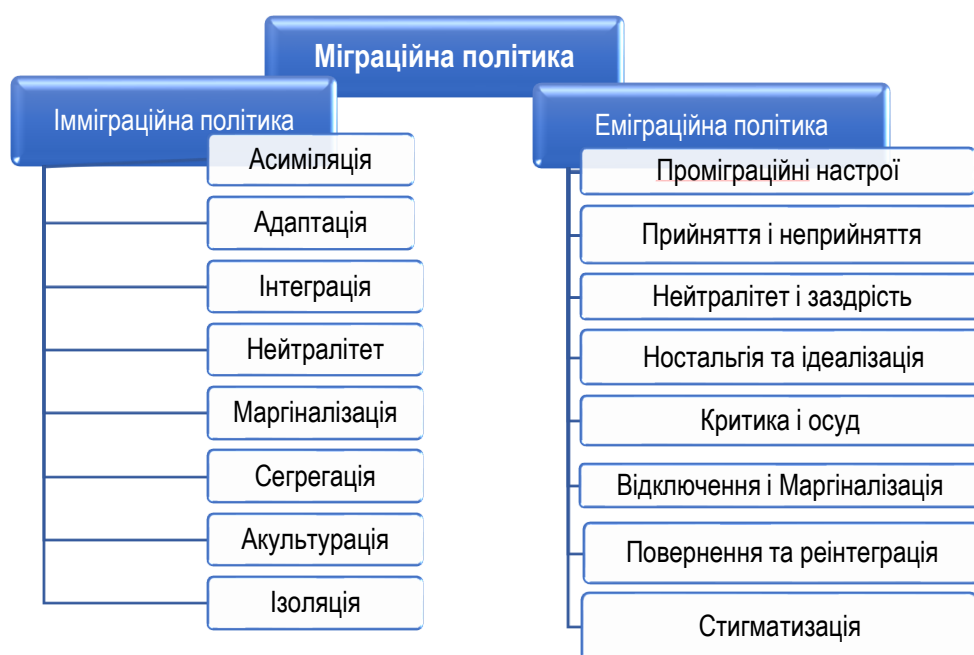 Міграційна політика
Імміграційна політика
Асиміляція
Адаптація
Інтеграція
Нейтралітет
Маргіналізація
Сегрегація
Акультурація
Ізоляція
Еміграційна політика
Проміграційні настрої
Прийняття і неприйняття
Нейтралітет і заздрість
Ностальгія та ідеалізація
Критика і осуд
Відключення і Маргіналізація
Повернення та реінтеграція
Стигматизація